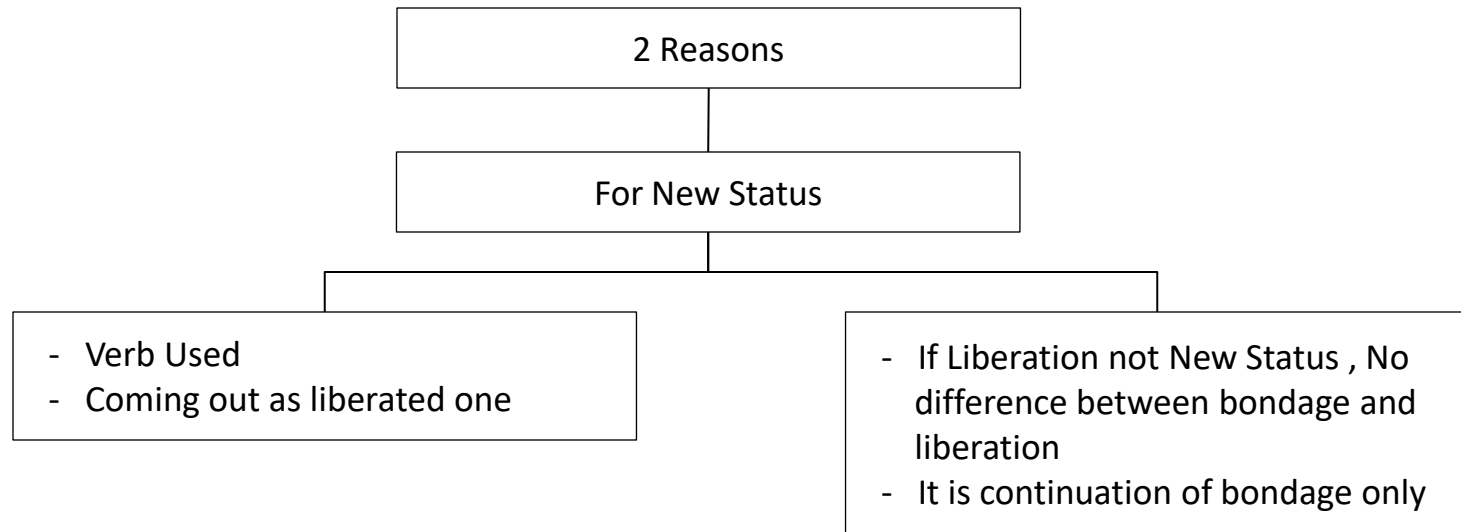 2 Reasons
For New Status
- Verb Used
- Coming out as liberated one
- If Liberation not New Status , No
difference between bondage and
liberation
- It is continuation of bondage only